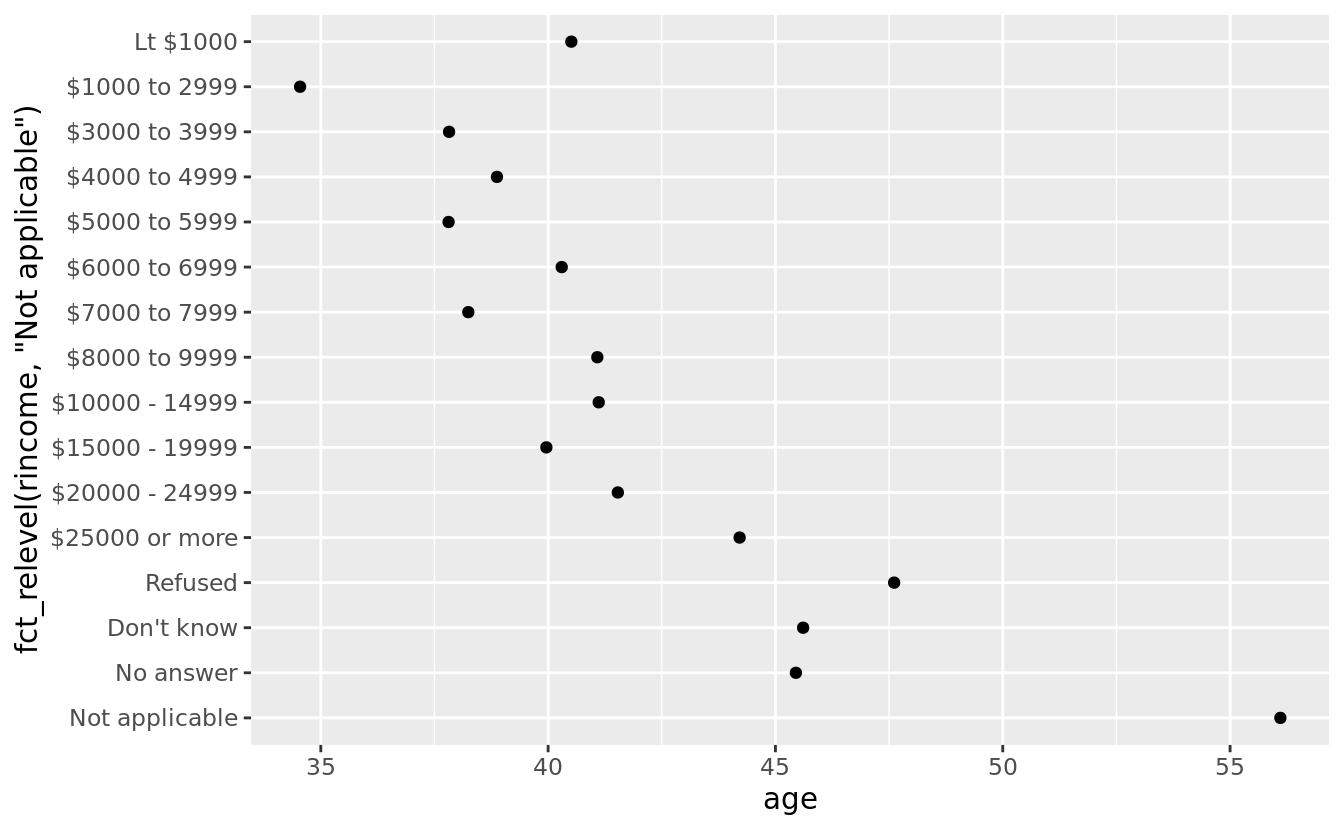 fct_relevel(rincome, "Not applicable")
Lt $1000
$1000 to 2999
$3000 to 3999
$4000 to 4999
$5000 to 5999
$6000 to 6999
$7000 to 7999
$8000 to 9999
$10000 - 14999
$15000 - 19999
$20000 - 24999
$25000 or more
Refused
Don't know
No answer
Not applicable
35 40 45 50 55
age